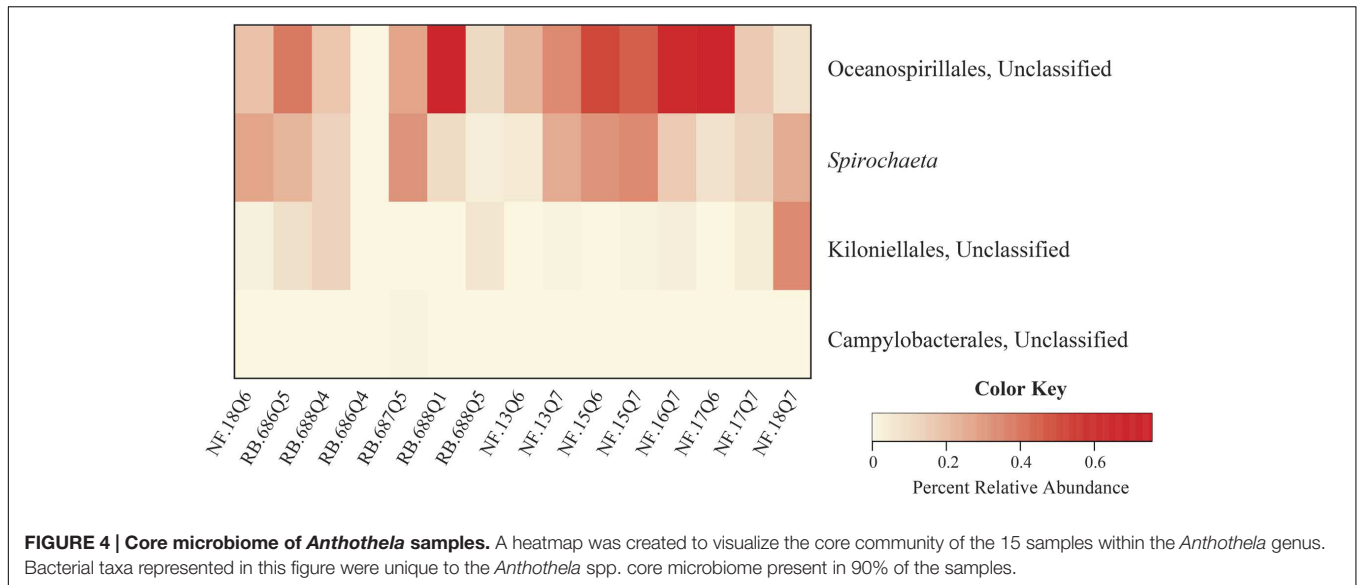 Oceanospirillales, Unclassified
Spirochaeta
Kiloniellales, Unclassified
Campylobacterales, Unclassified
NF.18Q6
RB.686Q5
RB.688Q4
RB.686Q4
RB.687Q5
RB.688Q1
RB.688Q5
NF.13Q6
NF.13Q7
NF.15Q6
NF.15Q7
NF.16Q7
NF.17Q6
NF.17Q7
NF.18Q7
Color Key
0 0.2 0.4 0.6
Percent Relative Abundance
FIGURE 4 | Core microbiome of Anthothela samples. A heatmap was created to visualize the core community of the 15 samples within the Anthothela genus.
Bacterial taxa represented in this figure were unique to the Anthothela spp. core microbiome present in 90% of the samples.